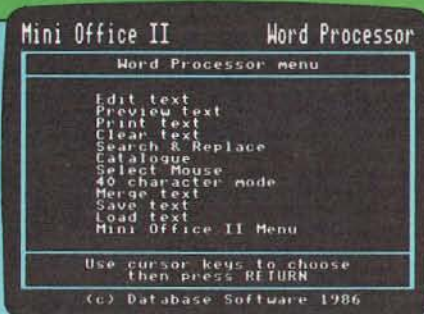 Mini Office II Word Processor
Word Processor menu
Edit text
Preview text
Print text
Clear text
Search & Replace
Catalogue
Select Mouse
40 character mode
Merge text
Save text
Load text
Mini Office II Menu
Use cursor keys to choose
then press RETURN
(c) Database Software 1986